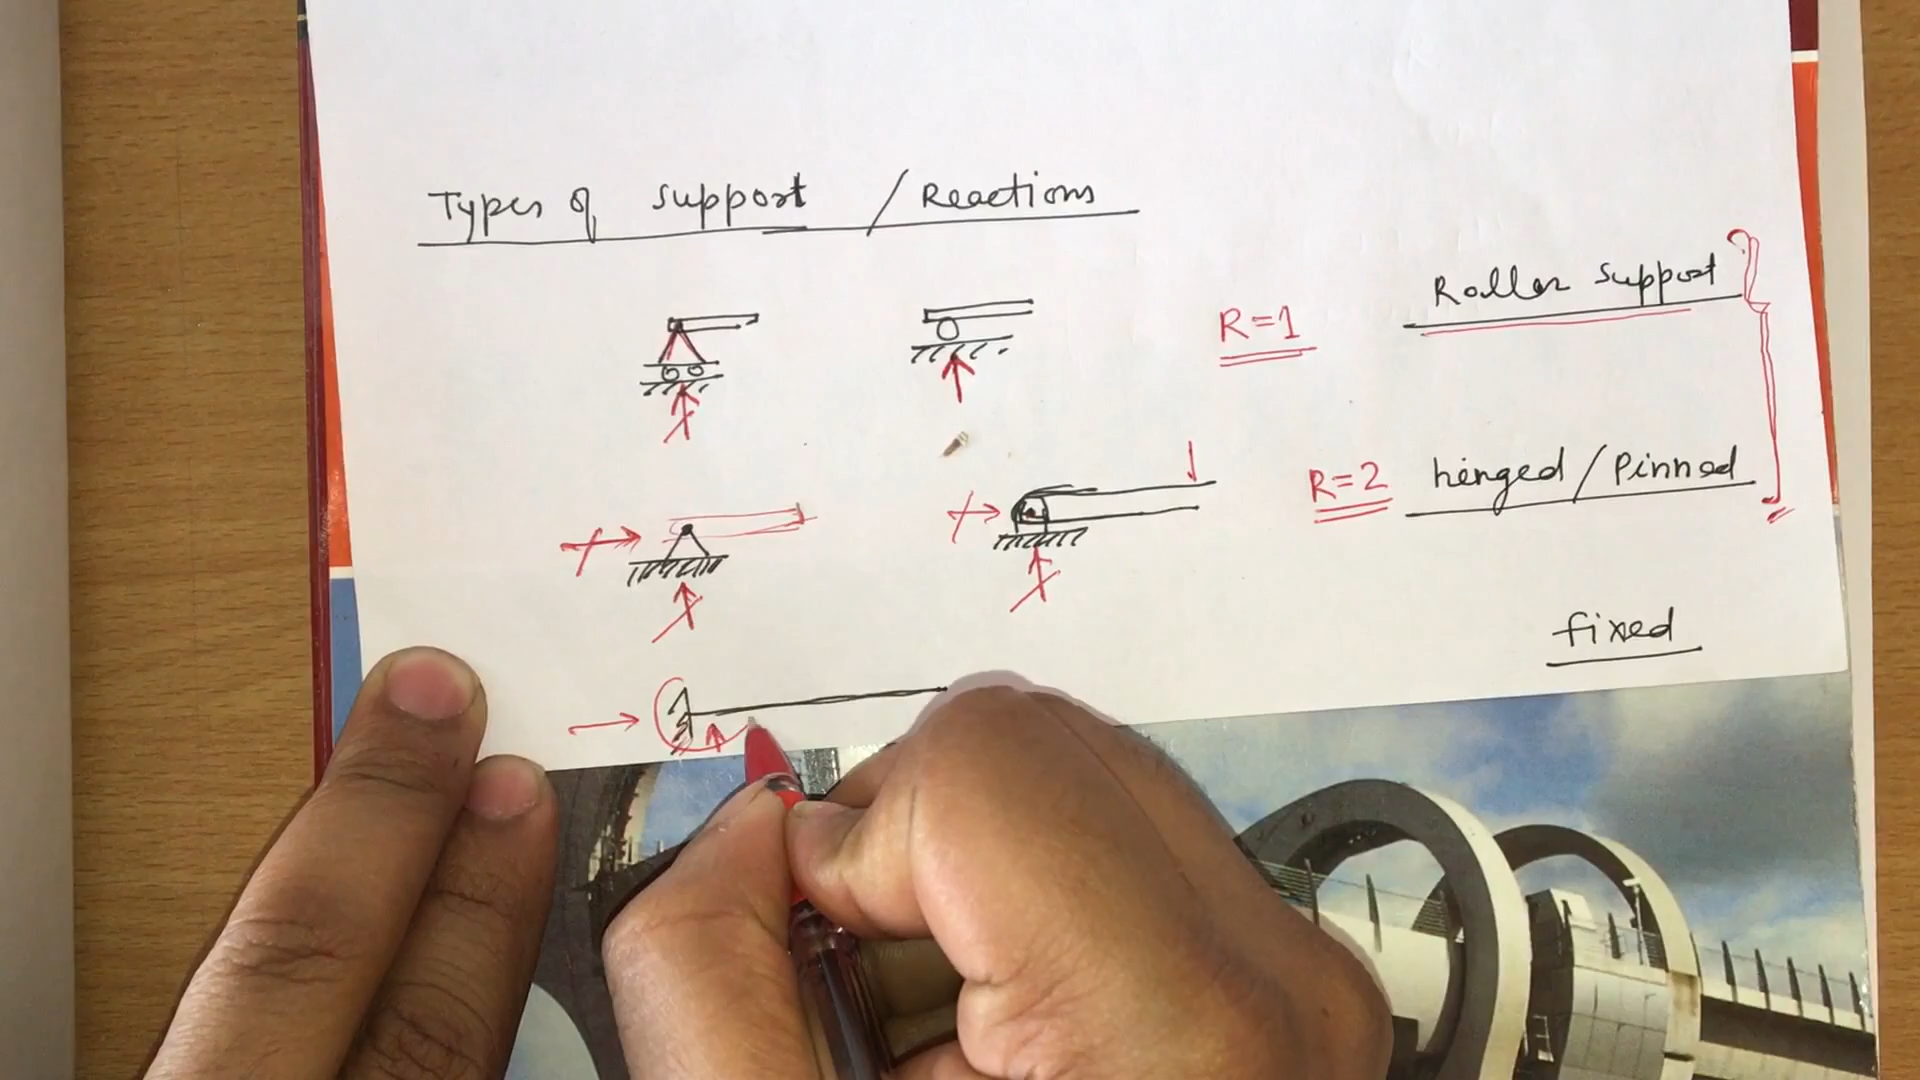 Types of support / Reactions
R=1 Roller support
R=2 hinged / Pinned
fixed